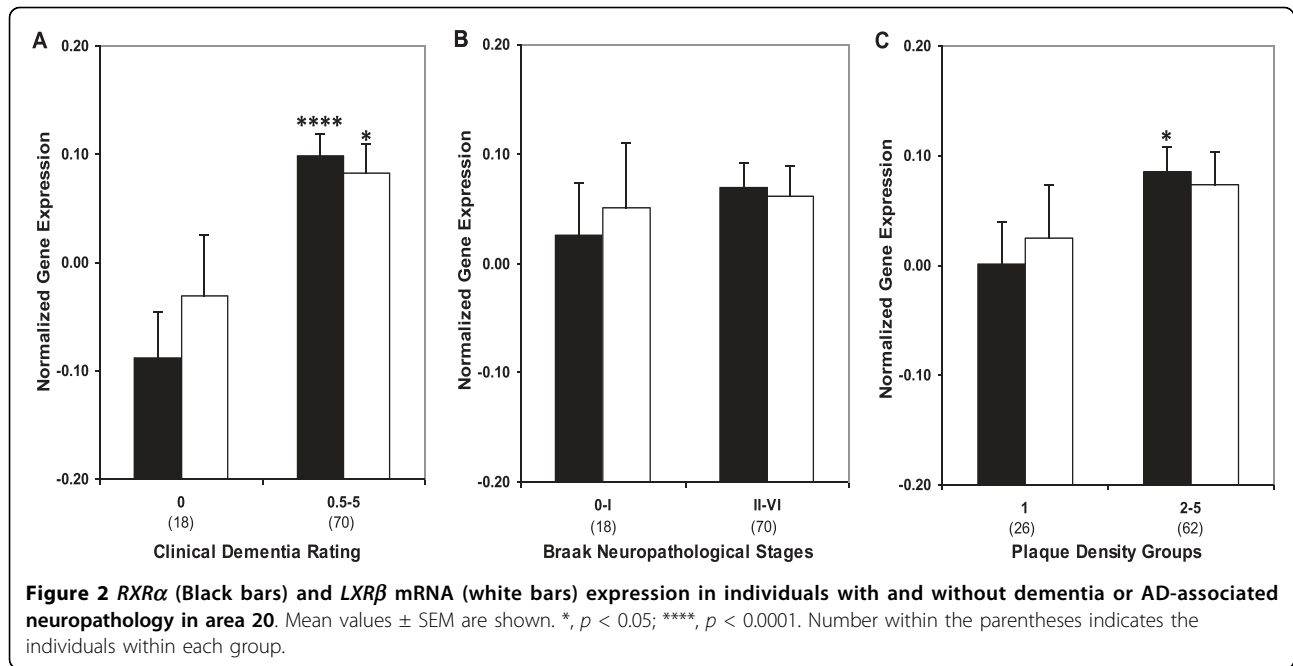 A
0.20
0.10
0.00
-0.10
-0.20
Normalized Gene Expression
****
*
0
(18)
0.5-5
(70)
Clinical Dementia Rating
B
0.20
0.10
0.00
-0.10
-0.20
Normalized Gene Expression
0-I
(18)
II-VI
(70)
Braak Neuropathological Stages
C
0.20
0.10
0.00
-0.10
-0.20
Normalized Gene Expression
*
1
(26)
2-5
(62)
Plaque Density Groups
Figure 2 RXRα (Black bars) and LXRβ mRNA (white bars) expression in individuals with and without dementia or AD-associated
neuropathology in area 20. Mean values ± SEM are shown. *, p < 0.05; ****, p < 0.0001. Number within the parentheses indicates the
individuals within each group.